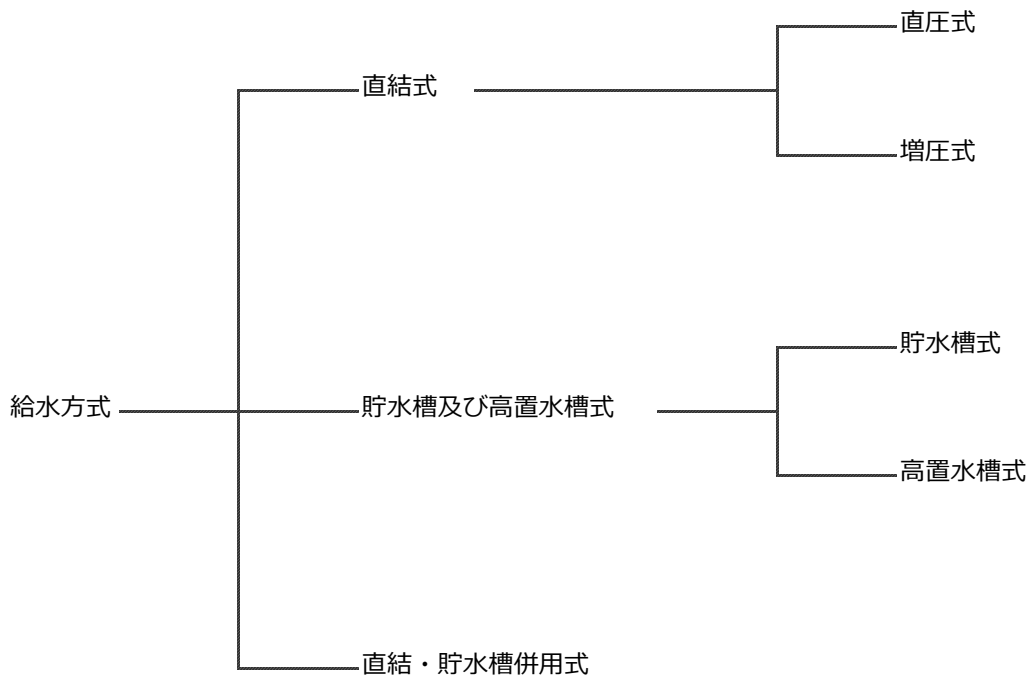 直圧式
直結式
増圧式
貯水槽式
給水方式
貯水槽及び高置水槽式
高置水槽式
直結・貯水槽併用式